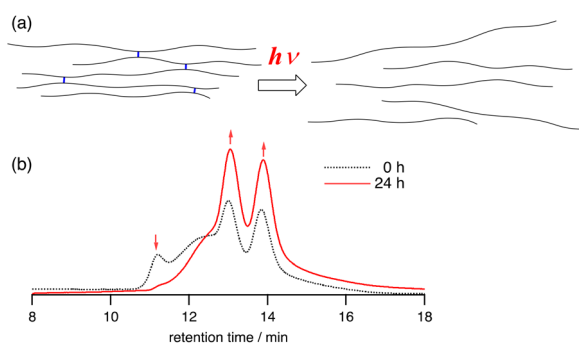 (a)
hν
(b)
0 h
24 h
8 10 12 14 16 18
retention time / min